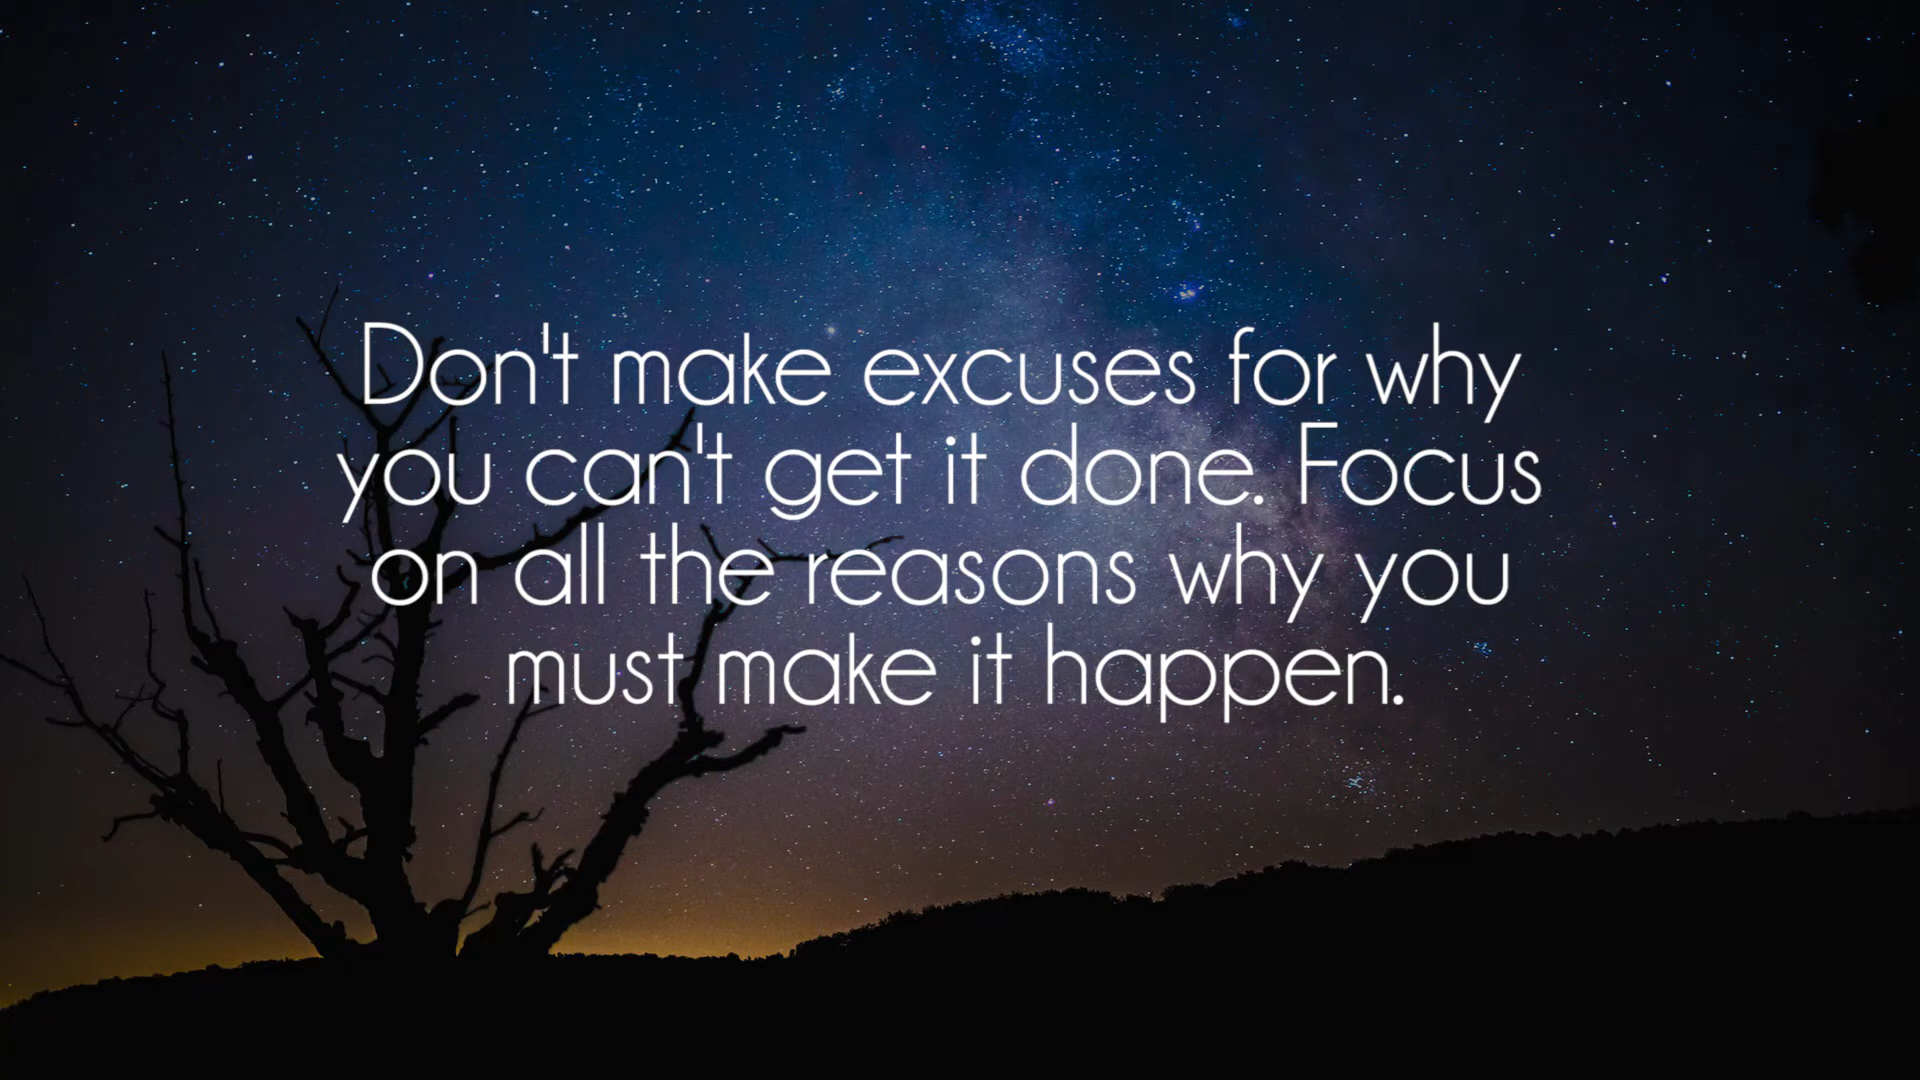 Don't make excuses for why
you can't get it done. Focus
on all the reasons why you
must make it happen.